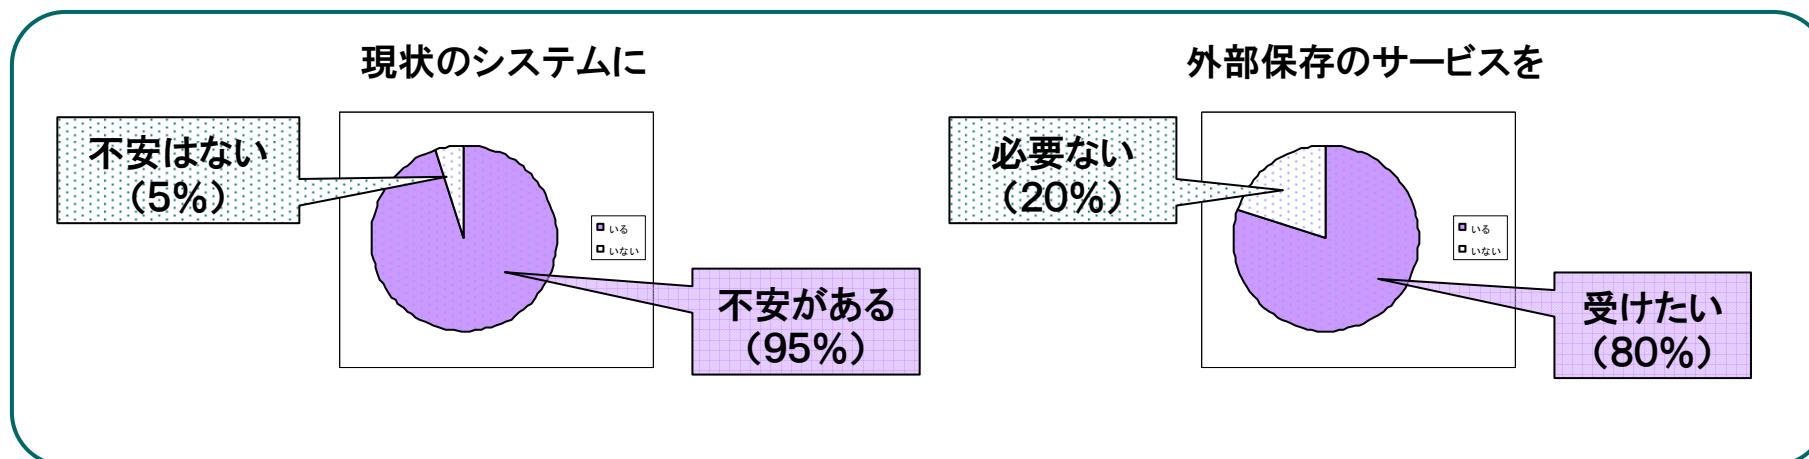 現状のシステムに
不安はない
（5%）
いる
いない
不安がある
（95%）
外部保存のサービスを
必要ない
（20%）
いる
いない
受けたい
（80%）